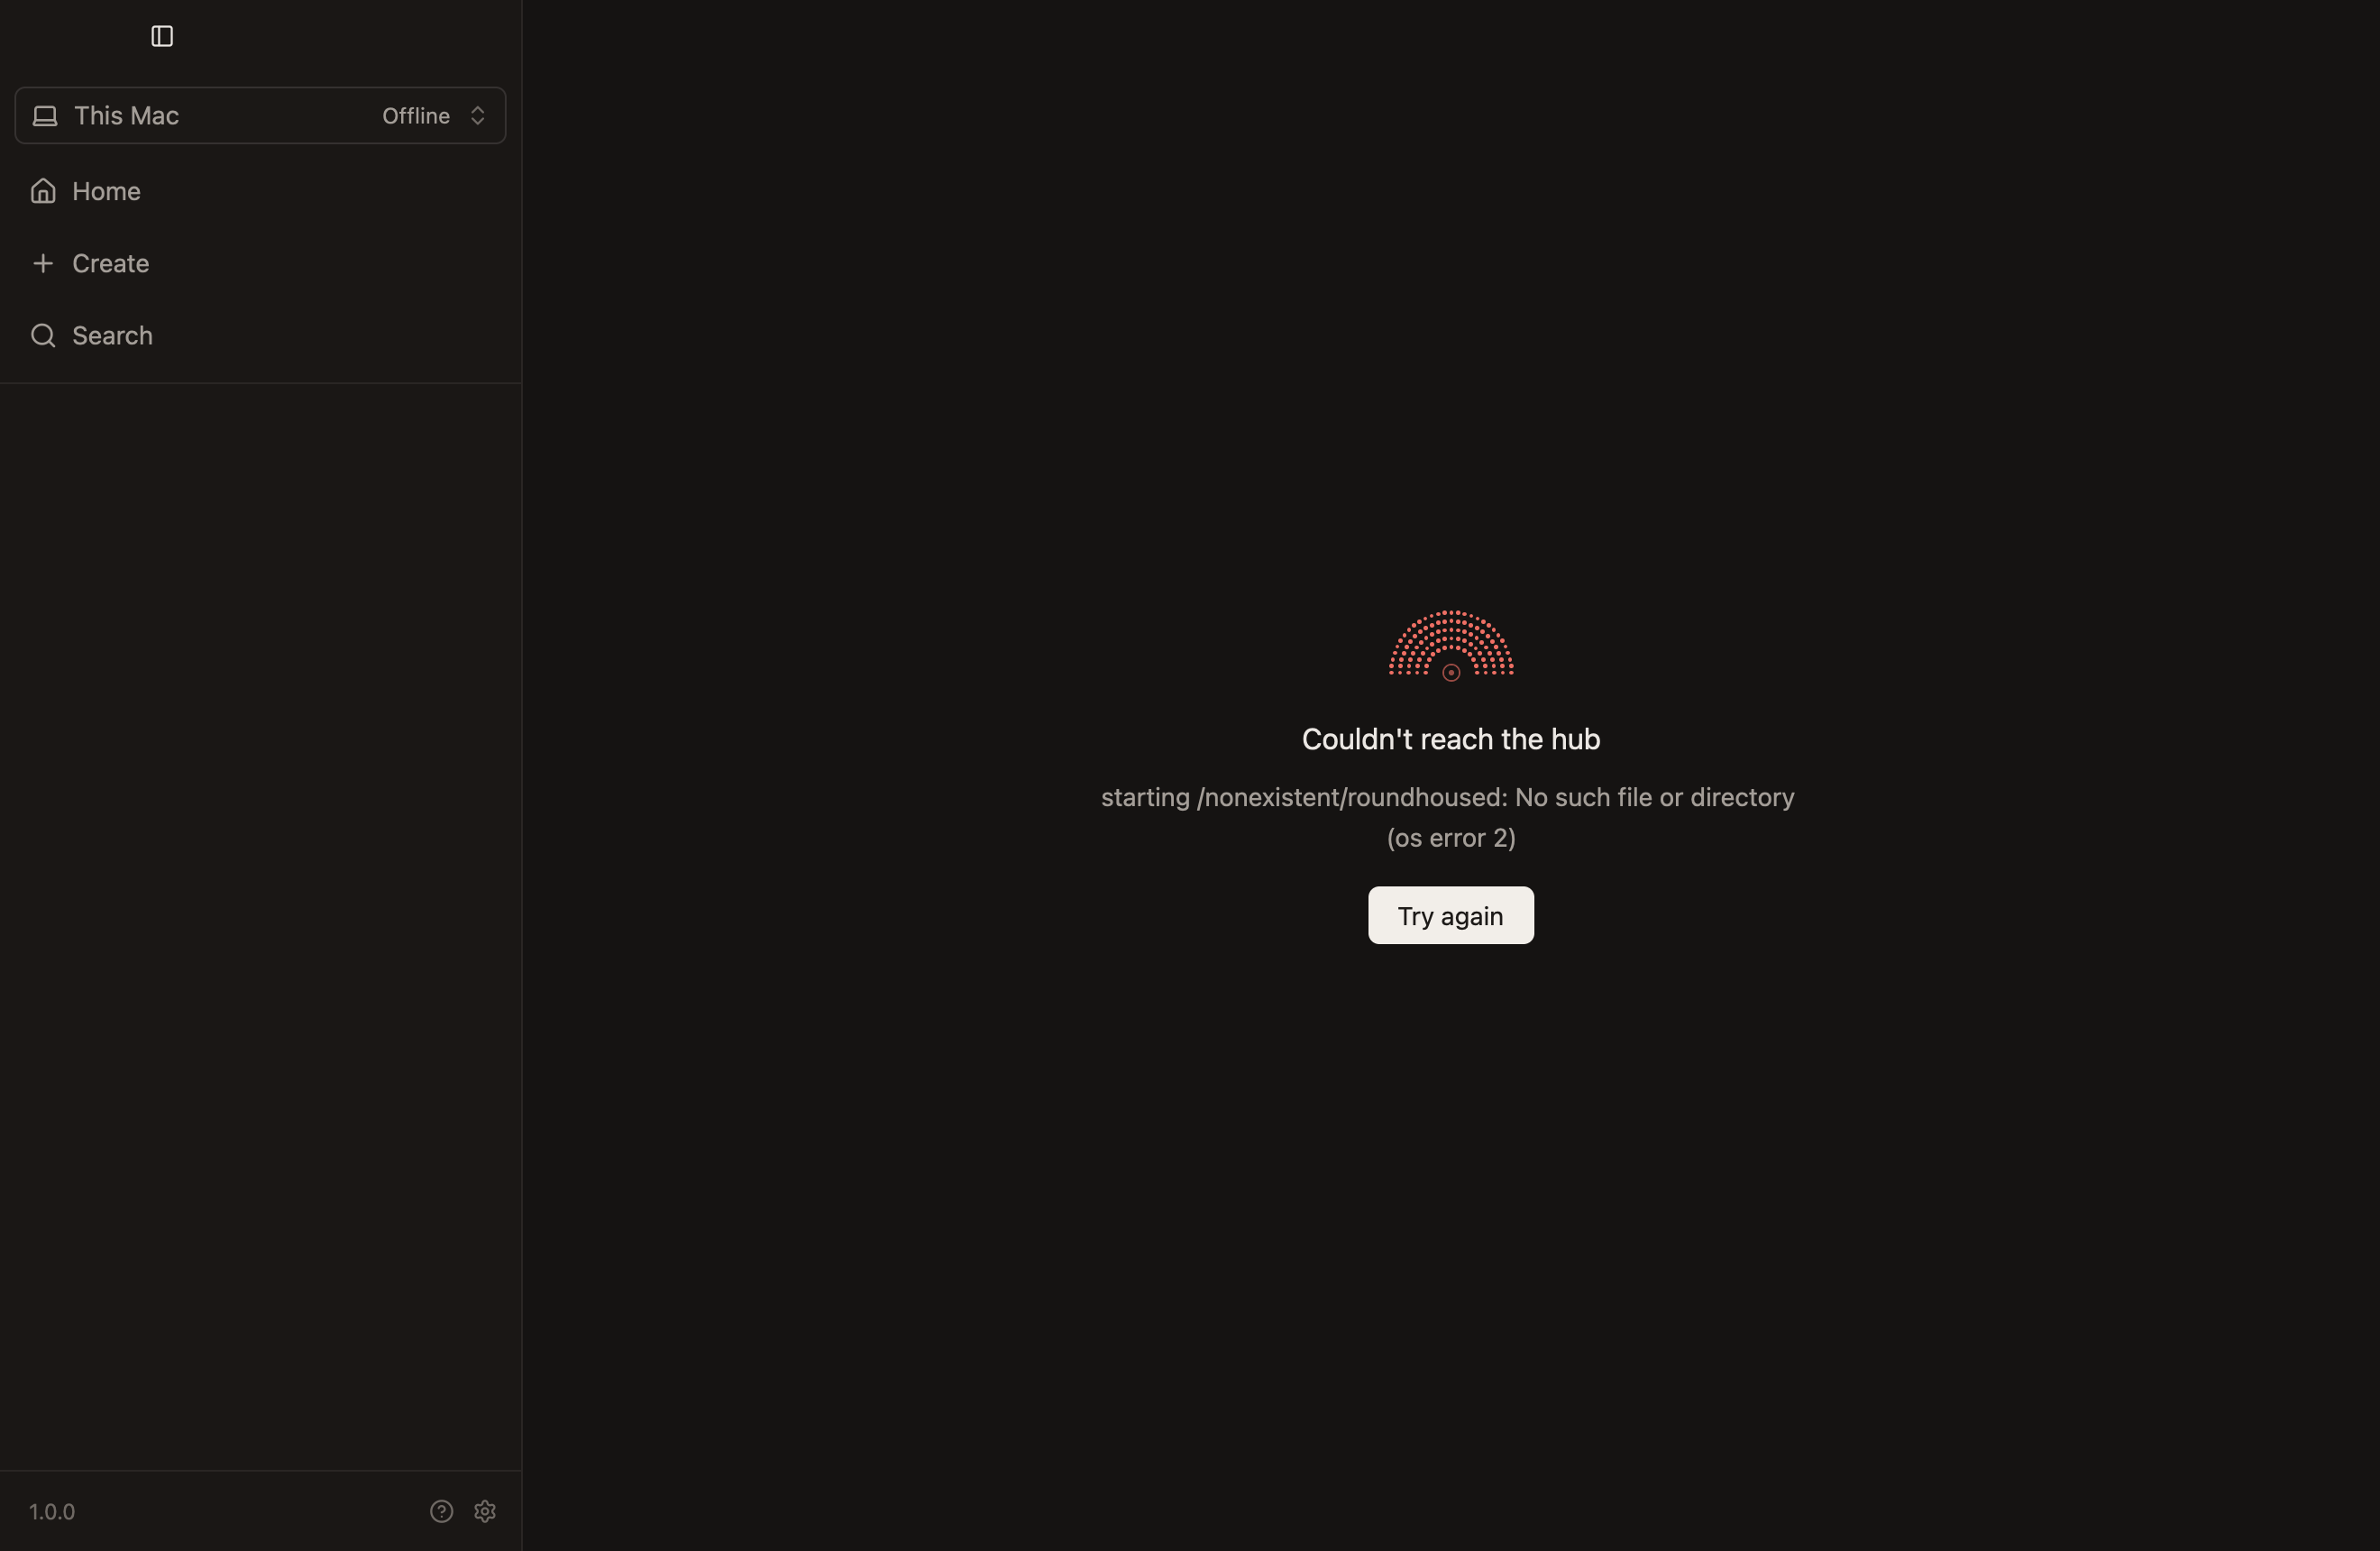 This Mac
Offline
Home
Create
Search
Couldn't reach the hub
starting /nonexistent/roundhoused: No such file or directory
(os error 2)
Try again
1.0.0